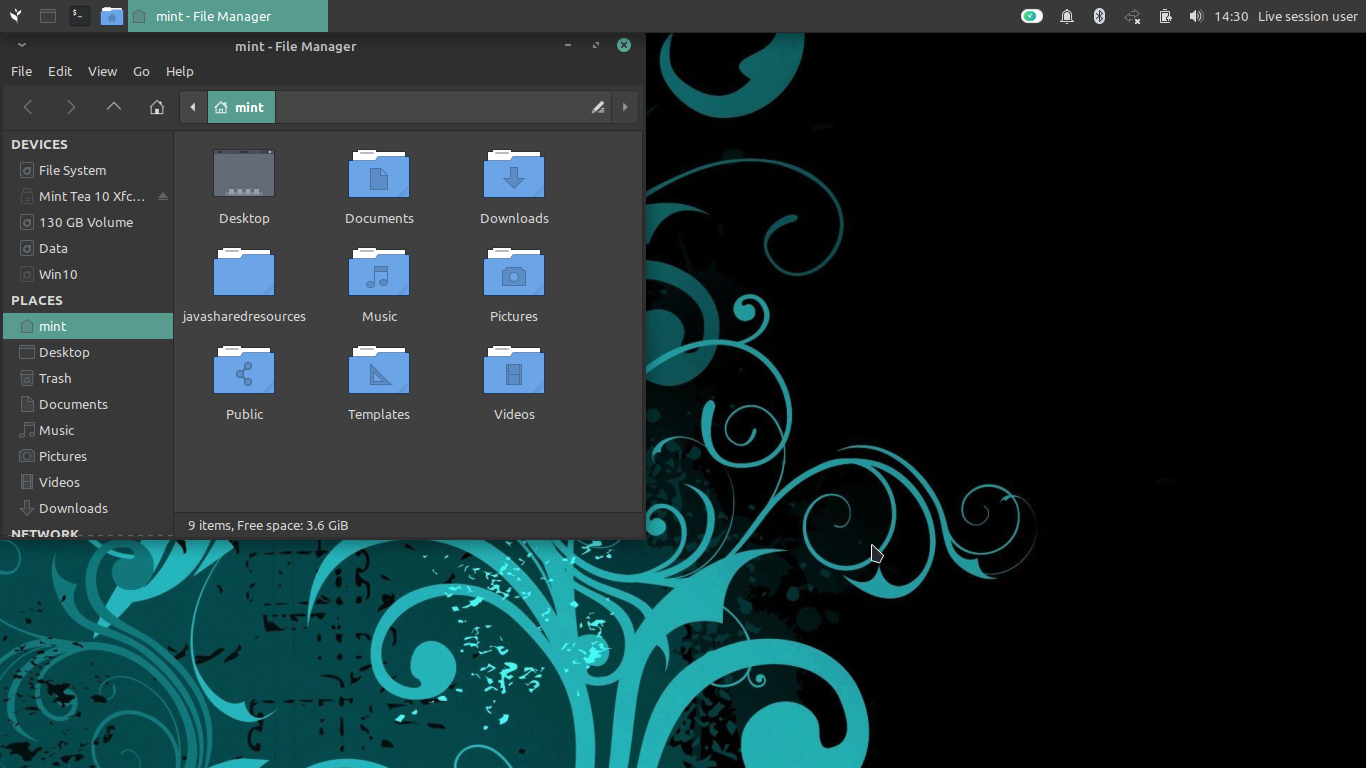 mint - File Manager
14:30 Live session user
mint - File Manager
File Edit View Go Help
mint
DEVICES
File System
Mint Tea 10 Xfc...
130 GB Volume
Data
Win10
PLACES
mint
Desktop
Trash
Documents
Music
Pictures
Videos
Downloads
NETWORK
Desktop Documents Downloads
javasharedresources Music Pictures
Public Templates Videos
9 items, Free space: 3.6 GiB